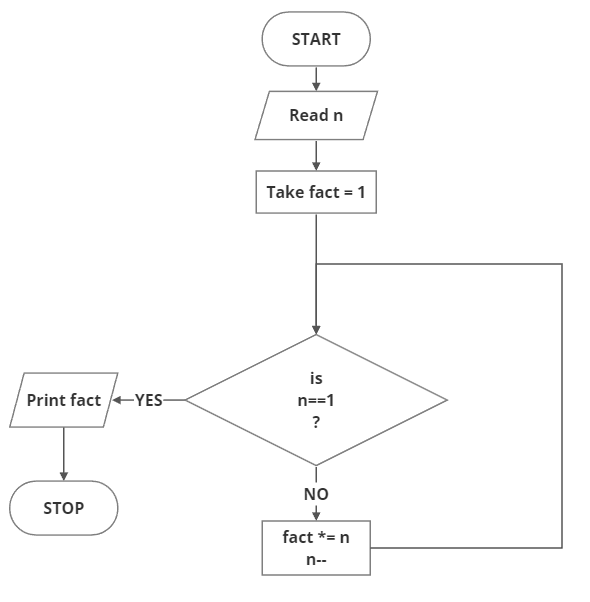 START
Read n
Take fact = 1
is
n==1
?
YES
Print fact
STOP
NO
fact *= n
n--